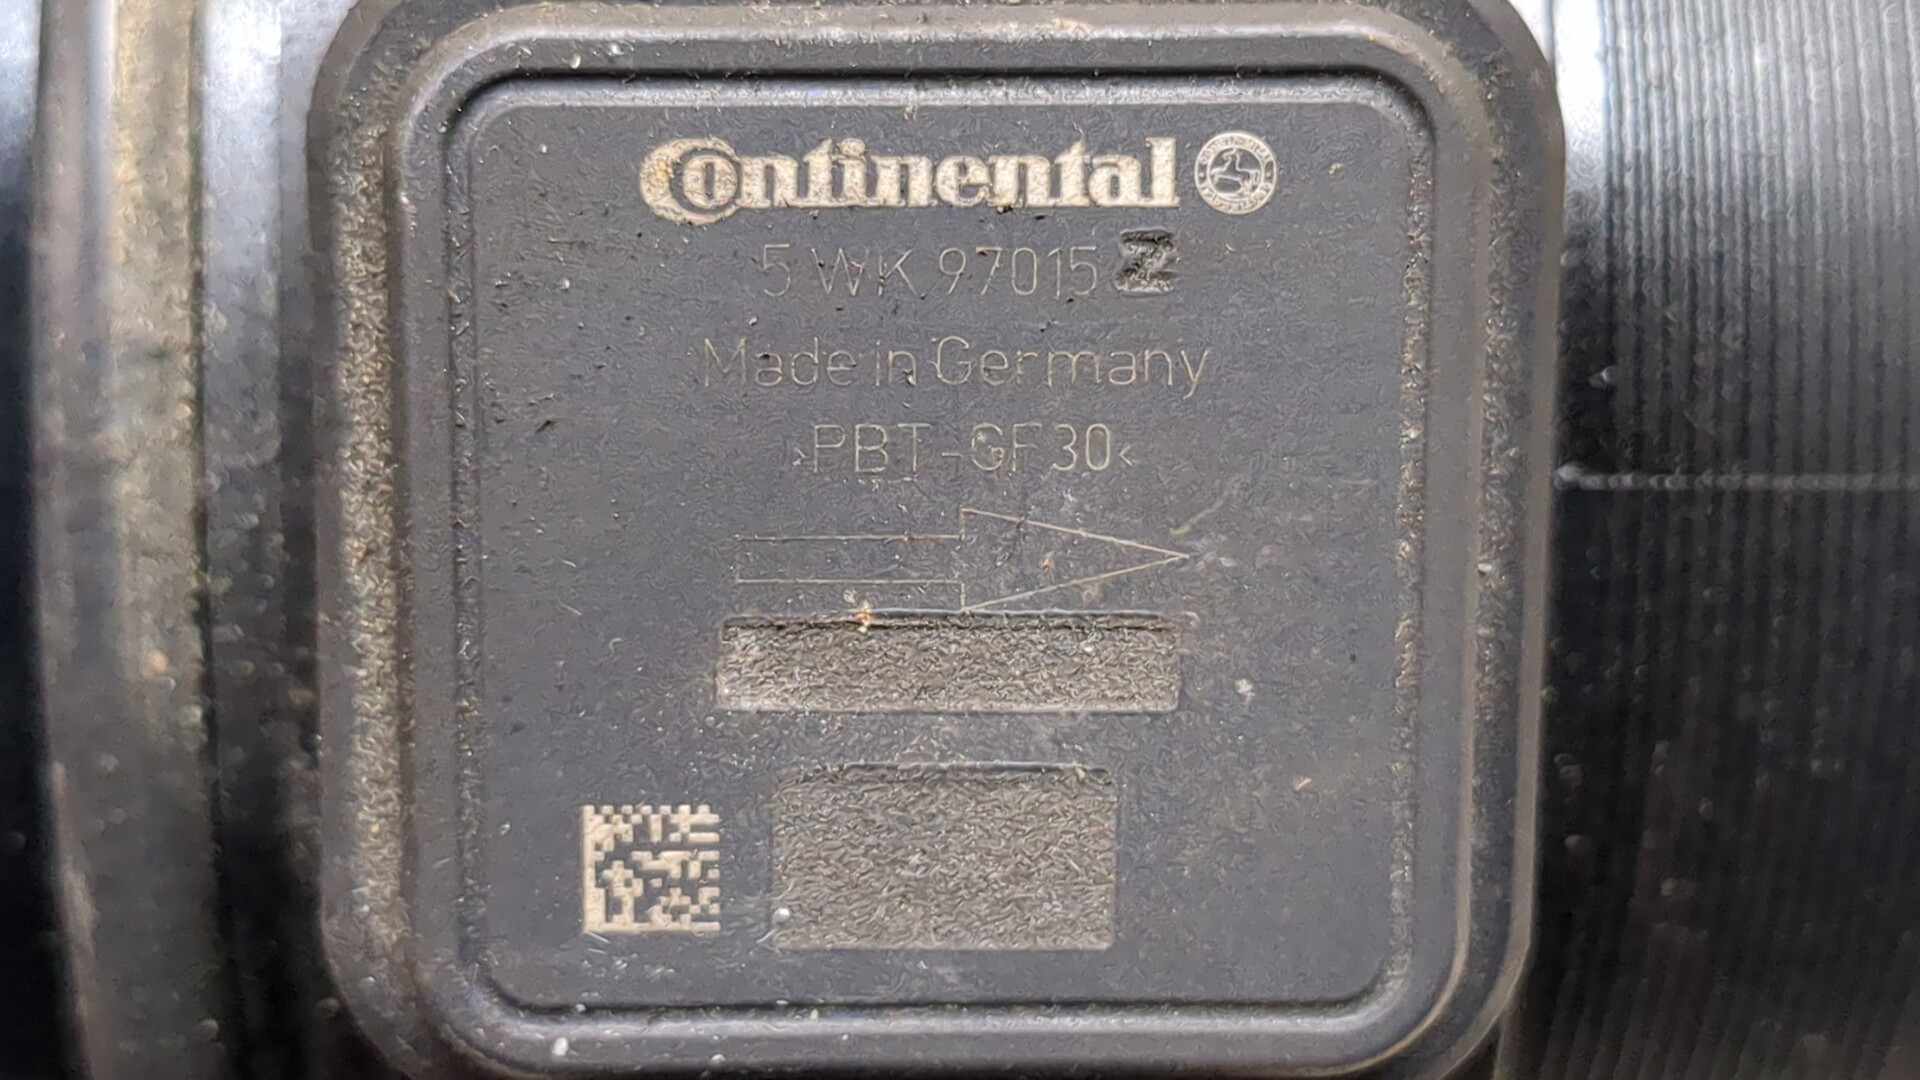 Continental
5 WK 97015 Z
Made in Germany
>PBT-GF30<